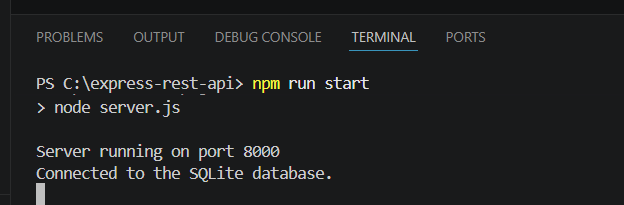 PROBLEMS OUTPUT DEBUG CONSOLE TERMINAL PORTS
PS C:\express-rest-api> npm run start
> node server.js
Server running on port 8000
Connected to the SQLite database.